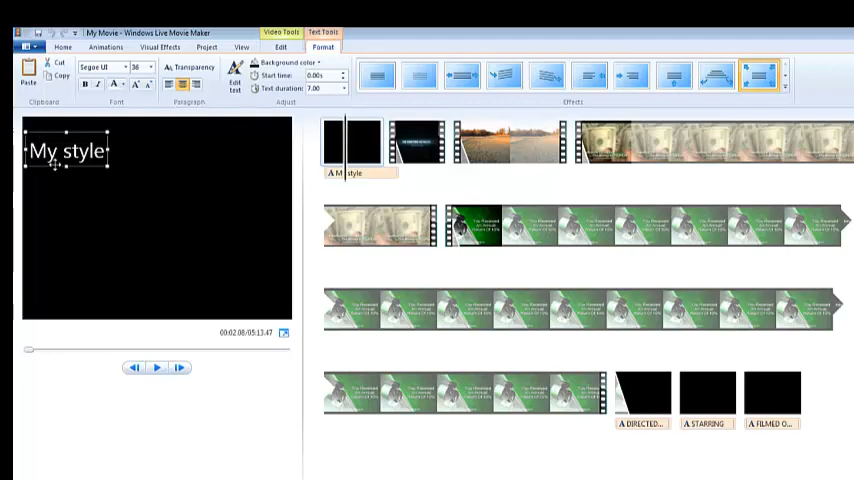 My Movie - Windows Live Movie Maker
Video Tools
Text Tools
Home
Animations
Visual Effects
Project
View
Edit
Format
Paste
Cut
Copy
Segoe UI
36
B
I
A
Transparency
Edit text
Background color
Start time:
0.00s
Text duration:
7.00
Clipboard
Font
Paragraph
Adjust
Effects
My style
A My style
00:02.08/05:13.47
A DIRECTED...
A STARRING
A FILMED O...